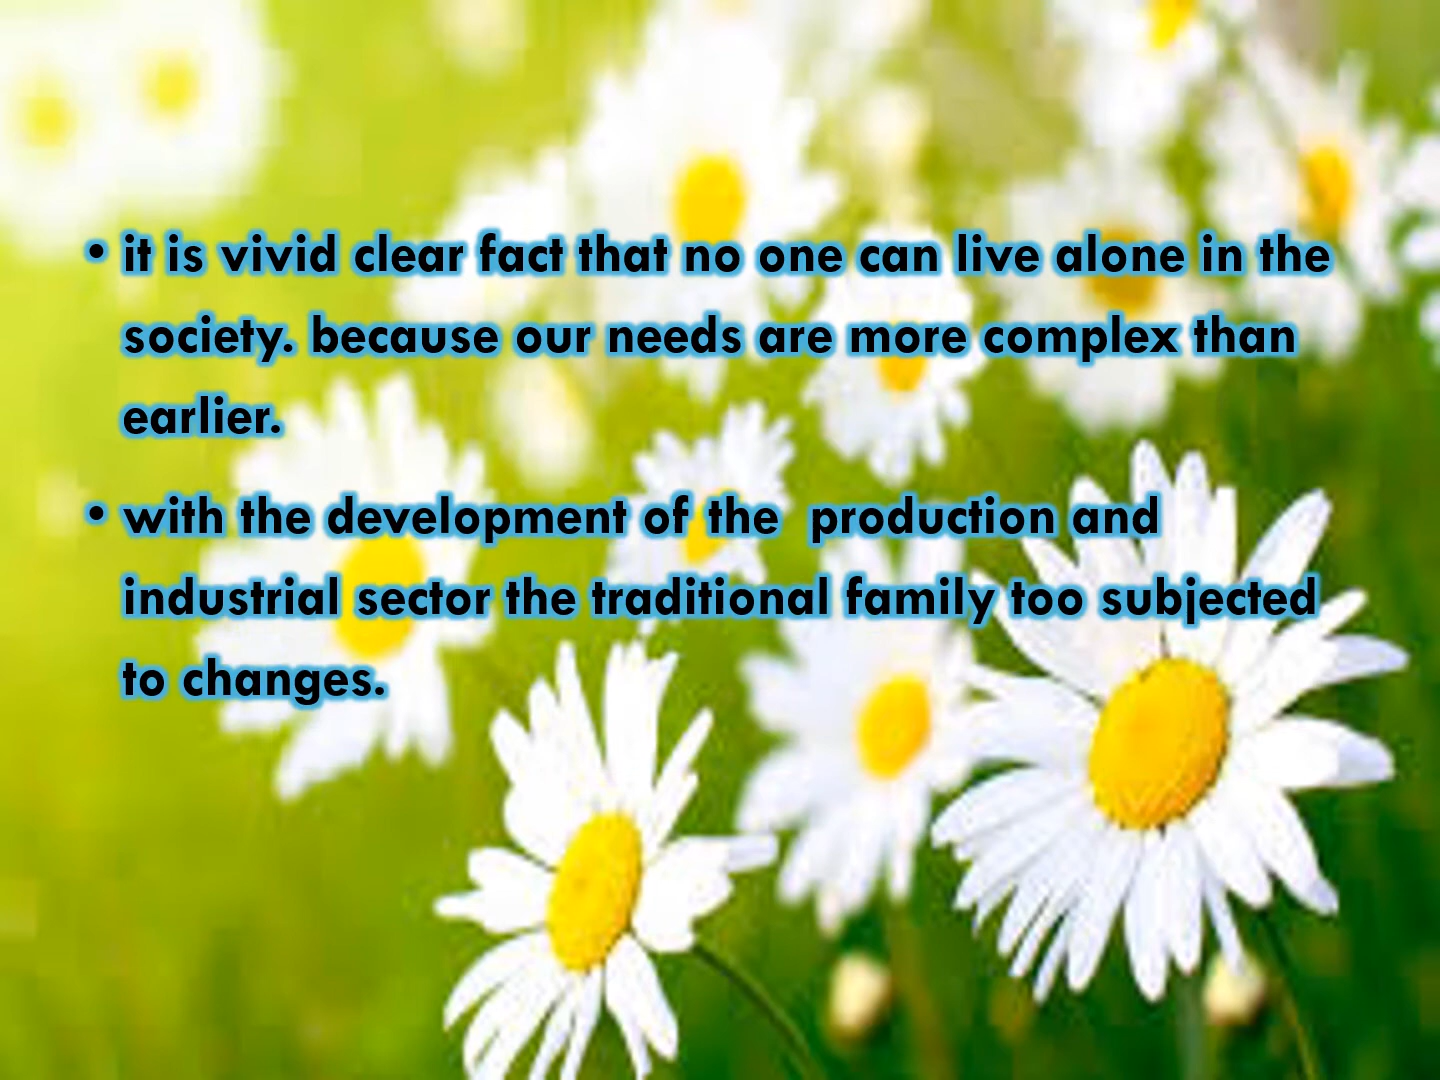 • it is vivid clear fact that no one can live alone in the
society. because our needs are more complex than
earlier.
• with the development of the  production and
industrial sector the traditional family too subjected
to changes.